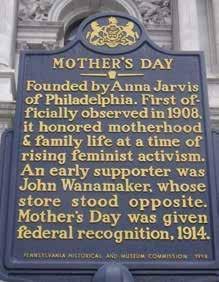 MOTHER'S DAY
Founded by Anna Jarvis
of Philadelphia. First of-
ficially observed in 1908,
it honored motherhood
& family life at a time of
rising feminist activism.
An early supporter was
John Wanamaker, whose
store stood opposite.
Mother's Day was given
federal recognition, 1914.
PENNSYLVANIA HISTORICAL AND MUSEUM COMMISSION 1998